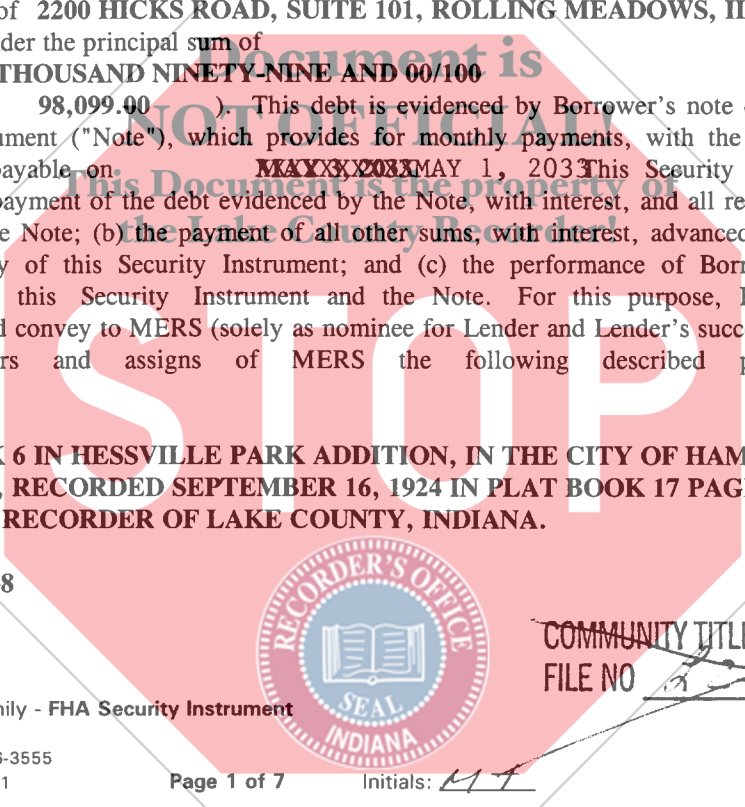 of 2200 HICKS ROAD, SUITE 101, ROLLING MEADOWS, II
der the principal sum of
Document is
THOUSAND NINETY-NINE AND 00/100
98,099.00 ). This debt is evidenced by Borrower's note
NOT OFFICIAL!
ument ("Note"), which provides for monthly payments, with the
payable on MAY 1, 2033 This Security
This Document is the property of
payment of the debt evidenced by the Note, with interest, and all re
e Note; (b) the payment of all other sums, with interest, advanced
the Lake County Recorder!
y of this Security Instrument; and (c) the performance of Borr
this Security Instrument and the Note. For this purpose,
d convey to MERS (solely as nominee for Lender and Lender's succ
rs and assigns of MERS the following described p
STOP
K 6 IN HESSVILLE PARK ADDITION, IN THE CITY OF HAM
, RECORDED SEPTEMBER 16, 1924 IN PLAT BOOK 17 PAG
RECORDER OF LAKE COUNTY, INDIANA.
8
RECORDER'S OFFICE
SEAL
INDIANA
COMMUNITY TITLE
FILE NO
nily - FHA Security Instrument
6-3555
1
Page 1 of 7
Initials: MT